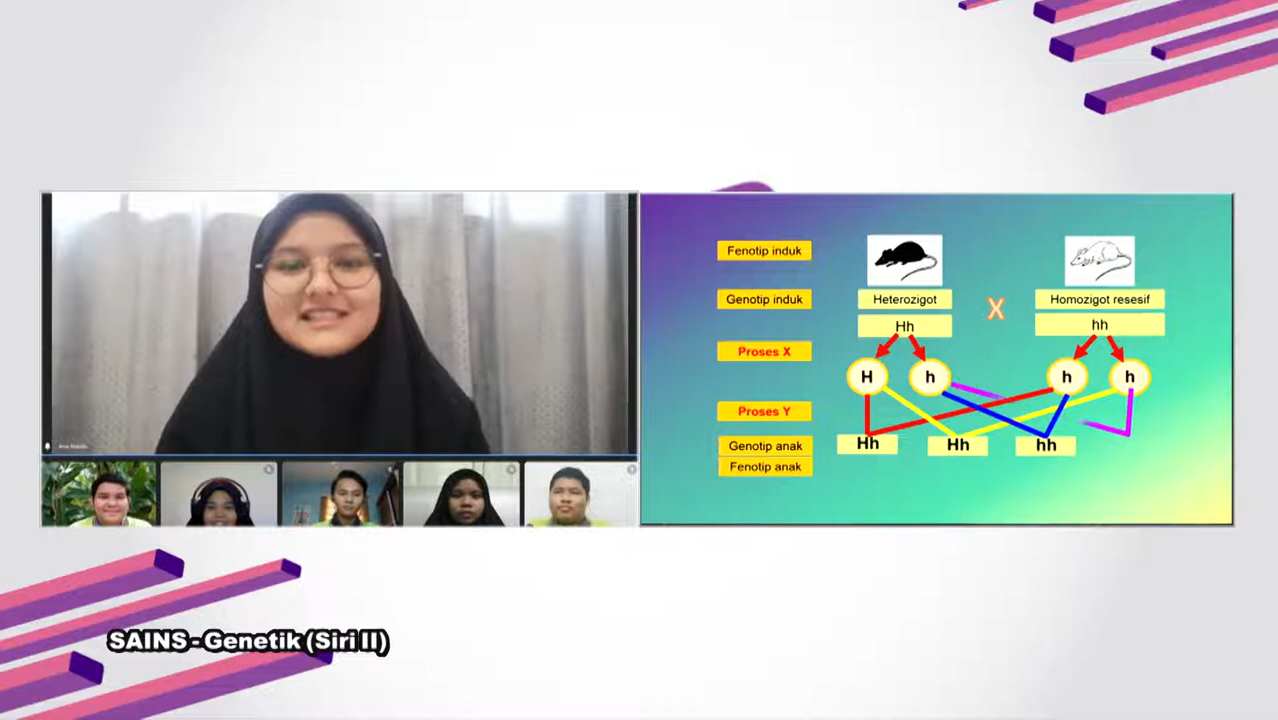 Fenotip induk
Genotip induk
Heterozigot
X
Homozigot resesif
Hh
hh
Proses X
H
h
h
h
Proses Y
Genotip anak
Hh
Hh
hh
Fenotip anak
SAINS - Genetik (Siri II)